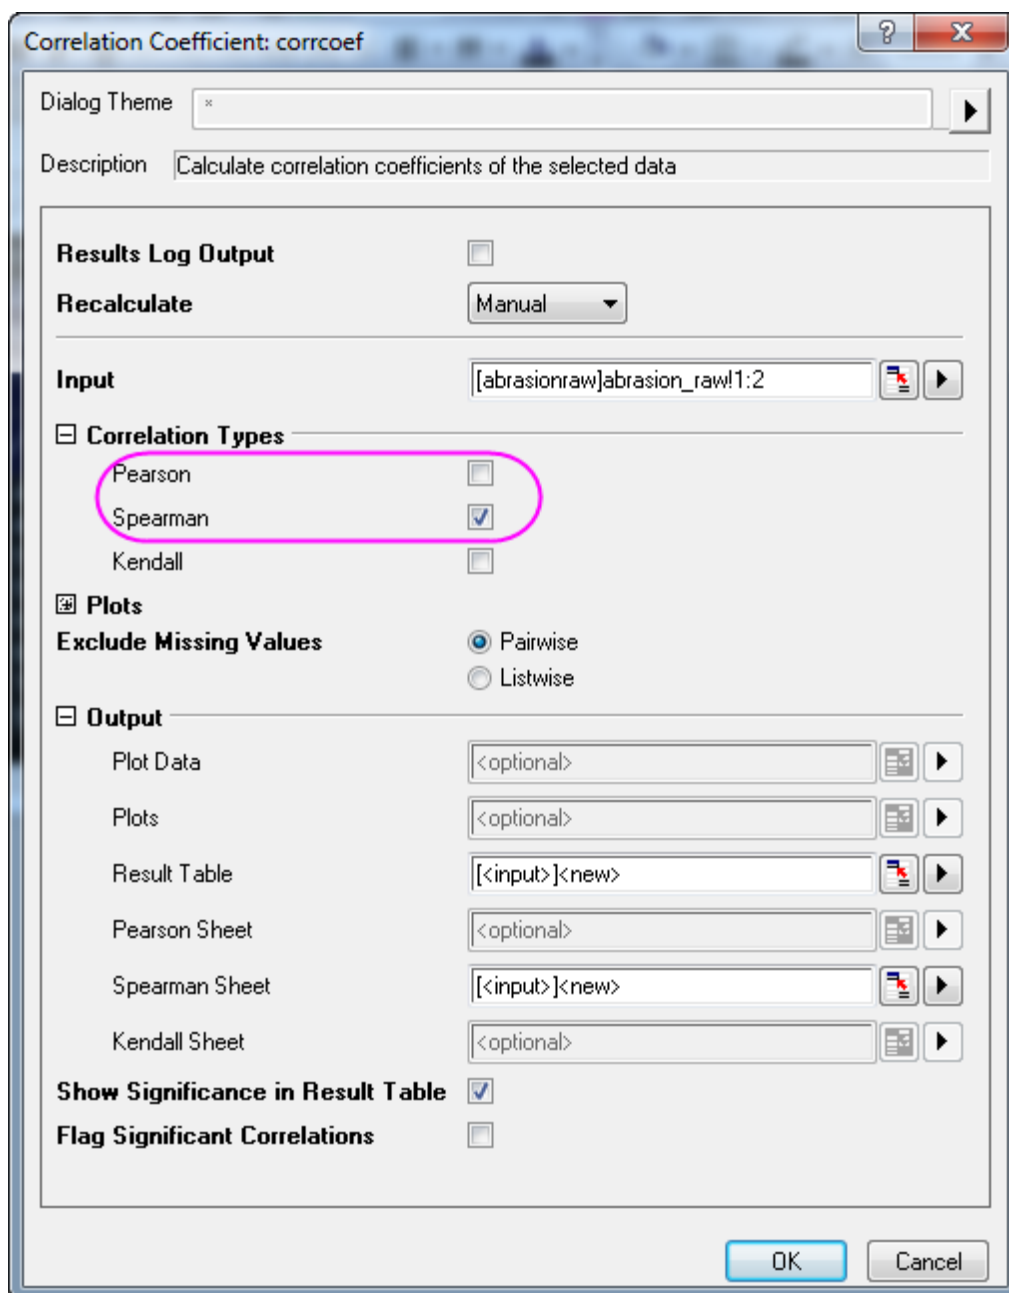 Correlation Coefficient: corrcoef
?
Dialog Theme *
Description Calculate correlation coefficients of the selected data
Results Log Output
Recalculate Manual
Input [abrasionraw]abrasion_raw!1:2
Correlation Types
Pearson
Spearman
Kendall
Plots
Exclude Missing Values Pairwise
Listwise
Output
Plot Data <optional>
Plots <optional>
Result Table [<input>]<new>
Pearson Sheet <optional>
Spearman Sheet [<input>]<new>
Kendall Sheet <optional>
Show Significance in Result Table
Flag Significant Correlations
OK Cancel